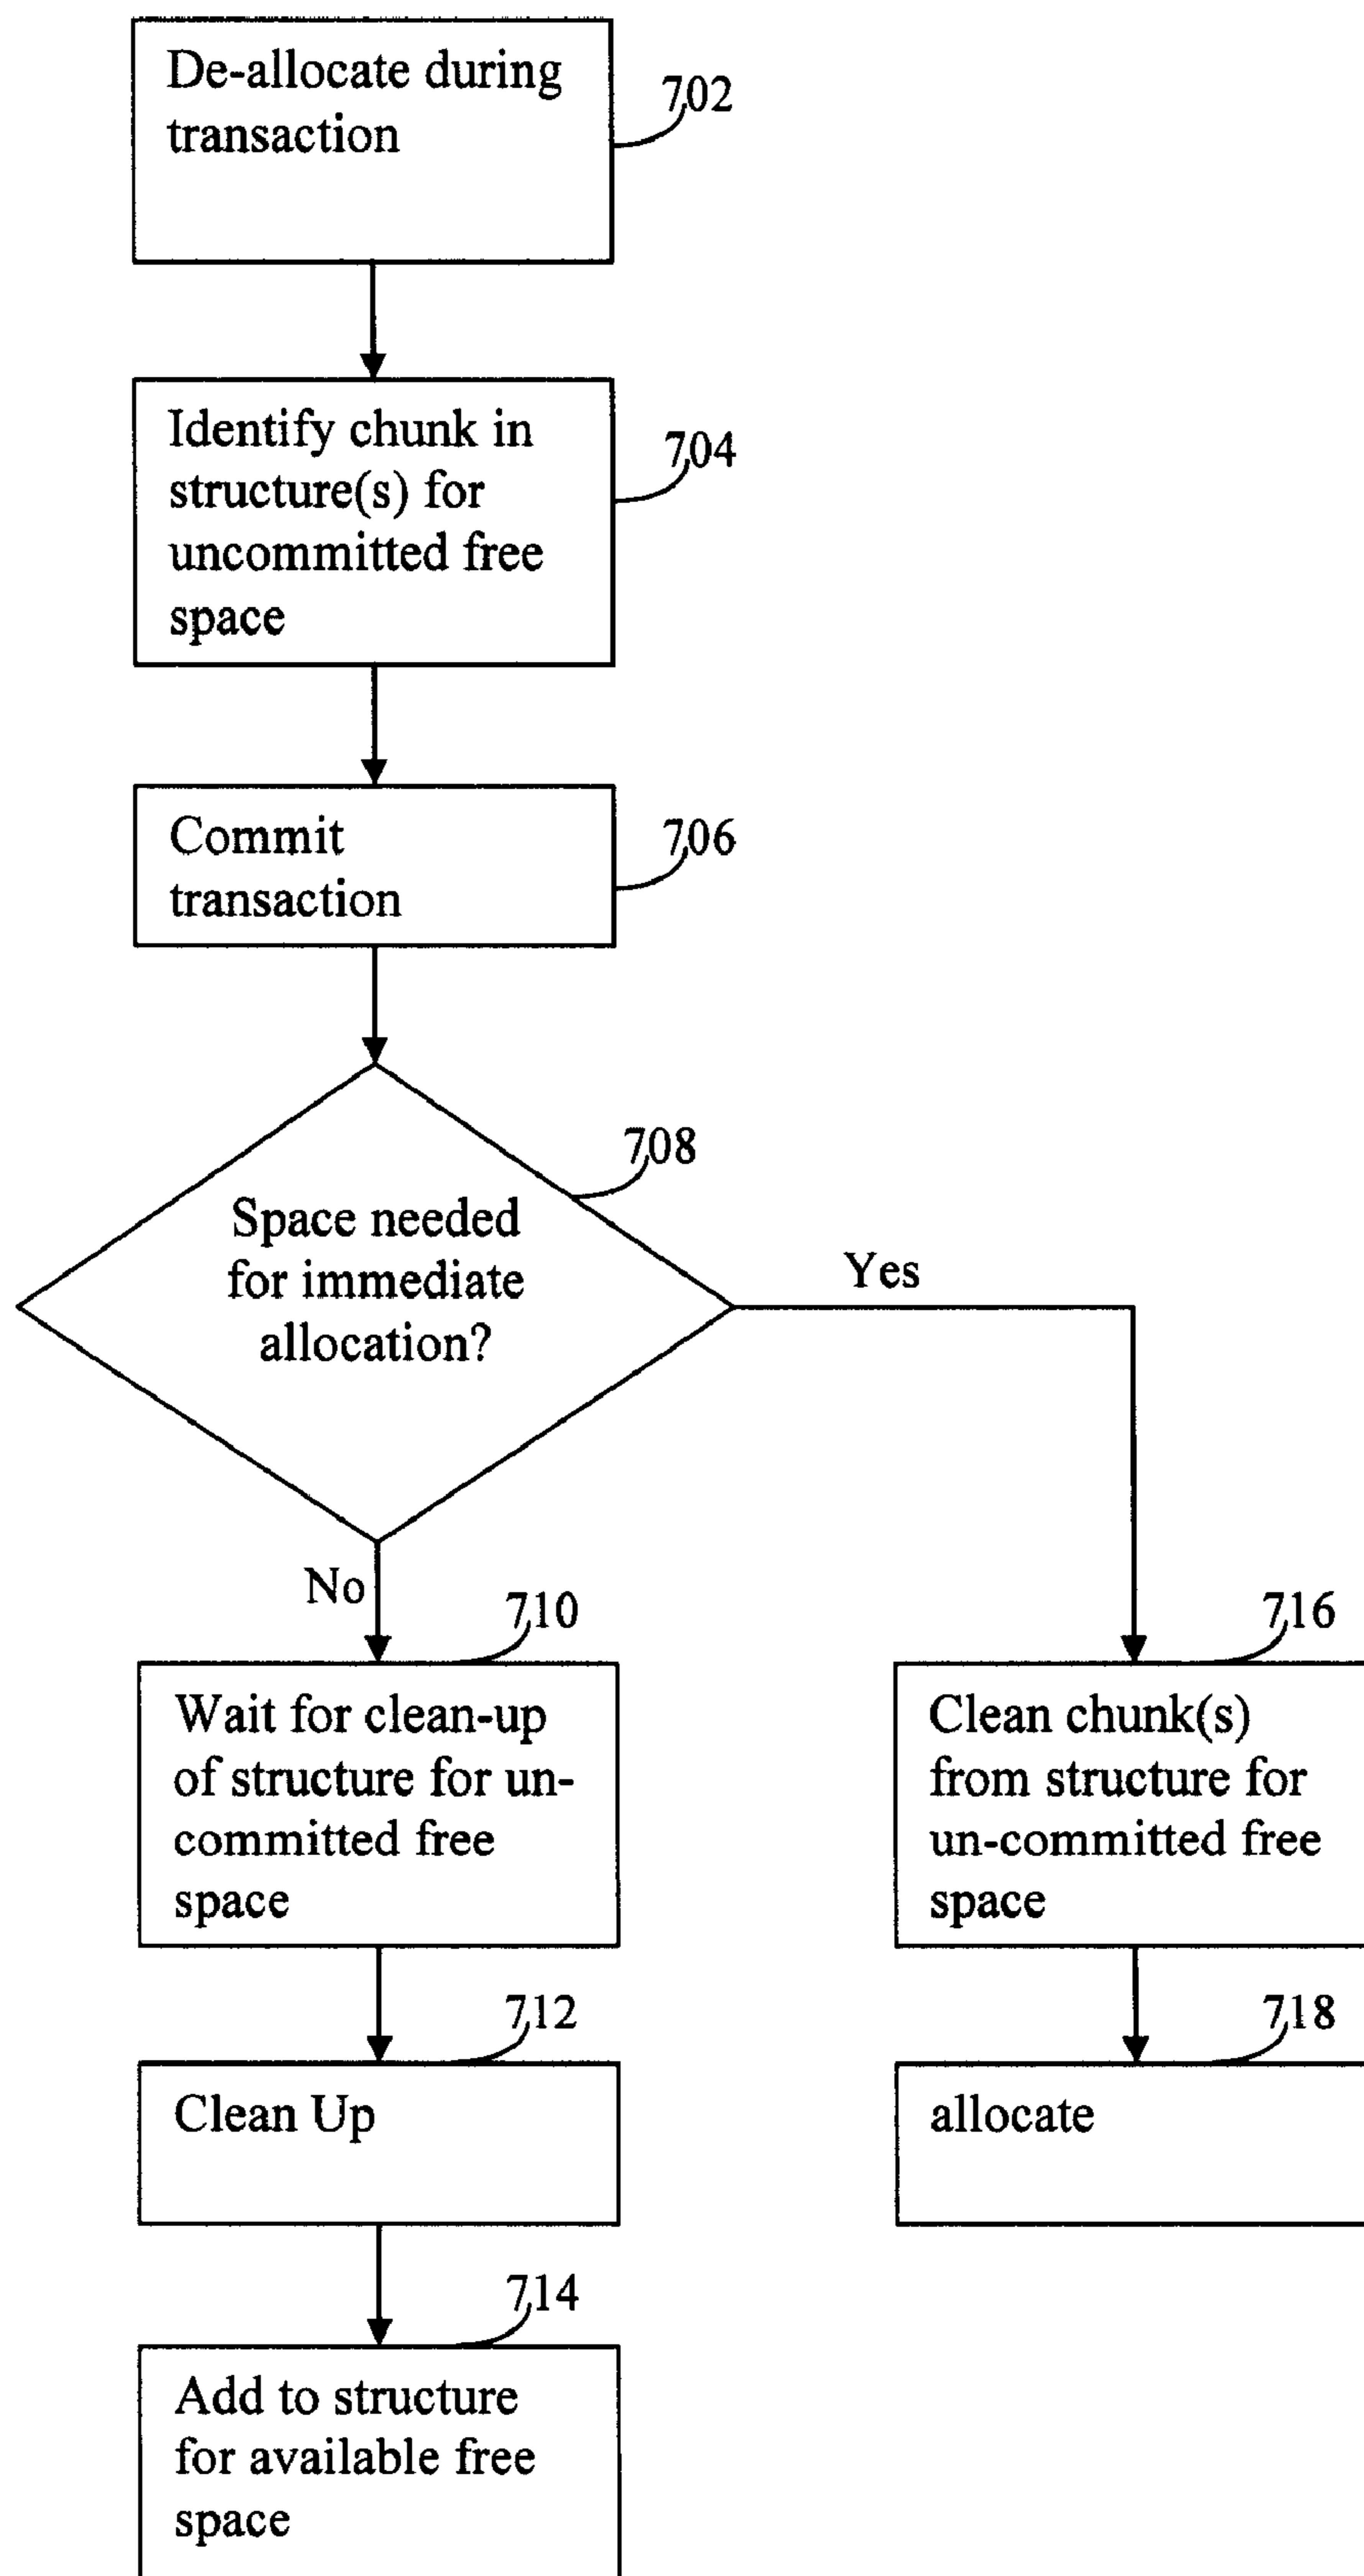 De-allocate during
transaction
702
Identify chunk in
structure(s) for
uncommitted free
space
704
Commit
transaction
706
708
Space needed
for immediate
allocation?
Yes
No
710
716
Wait for clean-up
of structure for un-
committed free
space
Clean chunk(s)
from structure for
un-committed free
space
712
718
Clean Up
allocate
714
Add to structure
for available free
space